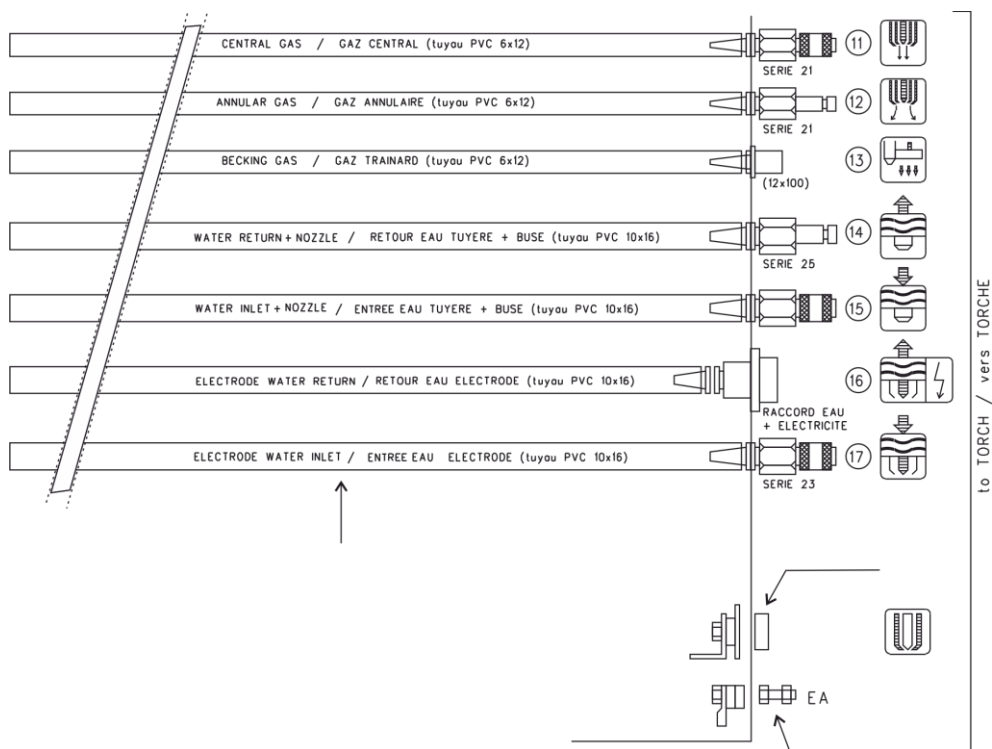 CENTRAL GAS / GAZ CENTRAL (tuyau PVC 6x12)
SERIE 21
11
ANNULAR GAS / GAZ ANNULAIRE (tuyau PVC 6x12)
SERIE 21
12
BECKING GAS / GAZ TRAINARD (tuyau PVC 6x12)
(12x100)
13
WATER RETURN + NOZZLE / RETOUR EAU TUYERE + BUSE (tuyau PVC 10x16)
SERIE 25
14
WATER INLET + NOZZLE / ENTREE EAU TUYERE + BUSE (tuyau PVC 10x16)
15
ELECTRODE WATER RETURN / RETOUR EAU ELECTRODE (tuyau PVC 10x16)
16
RACCORD EAU
+ ELECTRICITE
ELECTRODE WATER INLET / ENTREE EAU ELECTRODE (tuyau PVC 10x16)
SERIE 23
17
EA
to TORCH / vers TORCHE